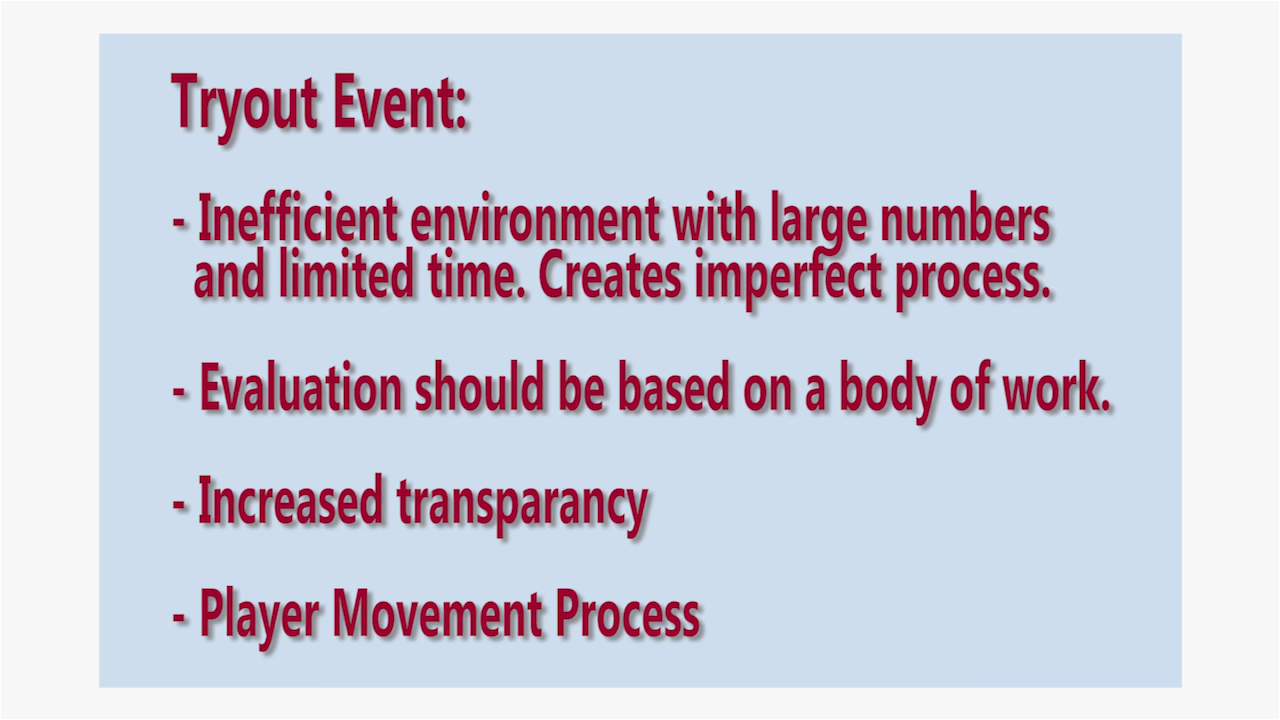 Tryout Event:
- Inefficient environment with large numbers
and limited time. Creates imperfect process.
- Evaluation should be based on a body of work.
- Increased transparancy
- Player Movement Process